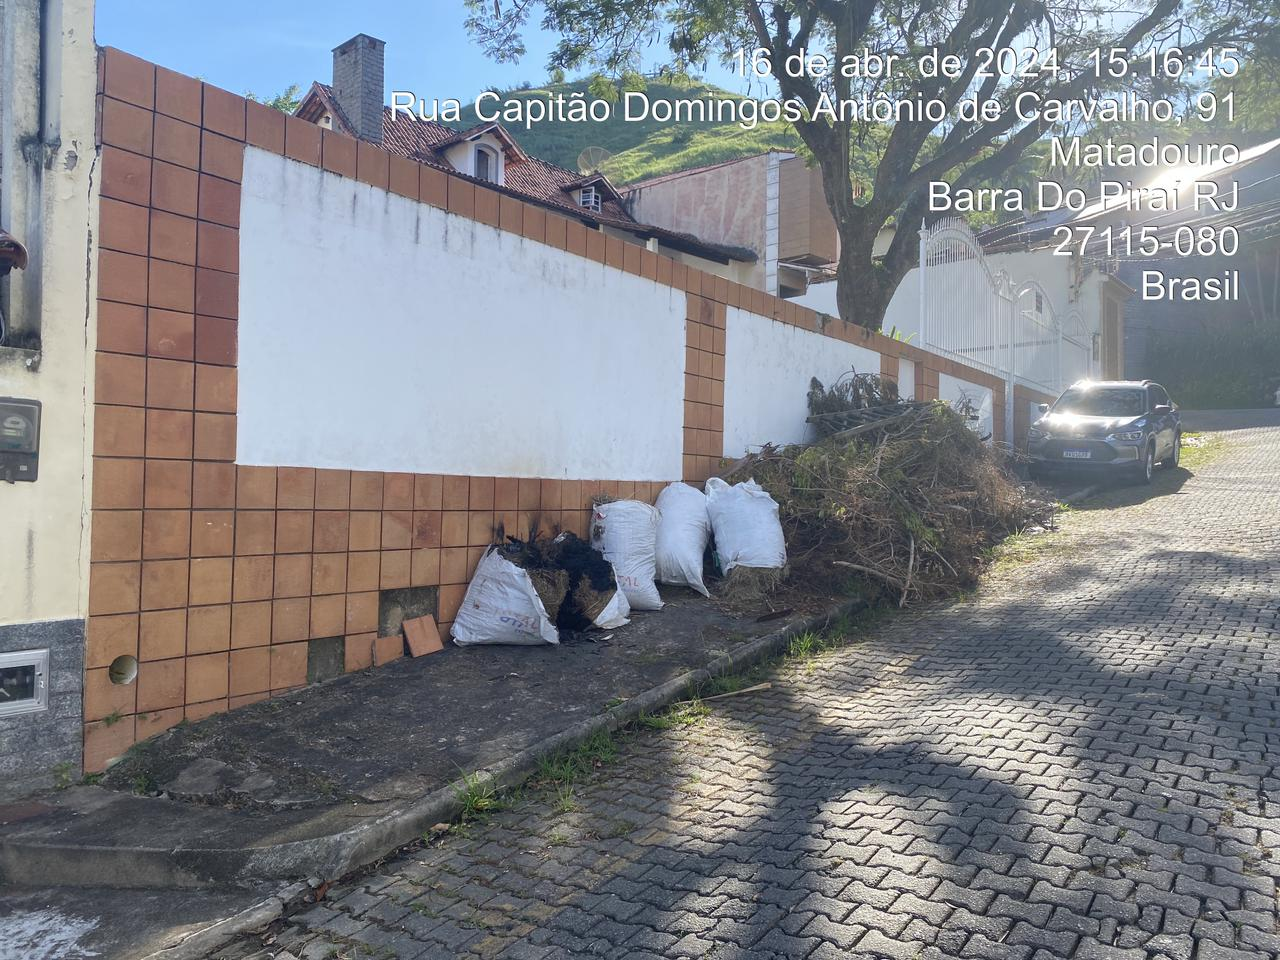 16 de abr. de 2024, 15:16:45
Rua Capitão Domingos Antônio de Carvalho, 91
Matadouro
Barra Do Piraí RJ
27115-080
Brasil